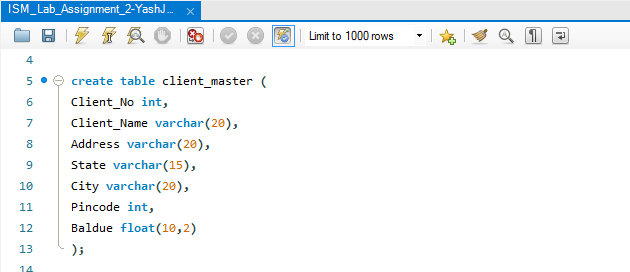 ISM_Lab_Assignment_2-YashJ...
Limit to 1000 rows
4
5 create table client_master (
6 Client_No int,
7 Client_Name varchar(20),
8 Address varchar(20),
9 State varchar(15),
10 City varchar(20),
11 Pincode int,
12 Baldue float(10,2)
13 );
14